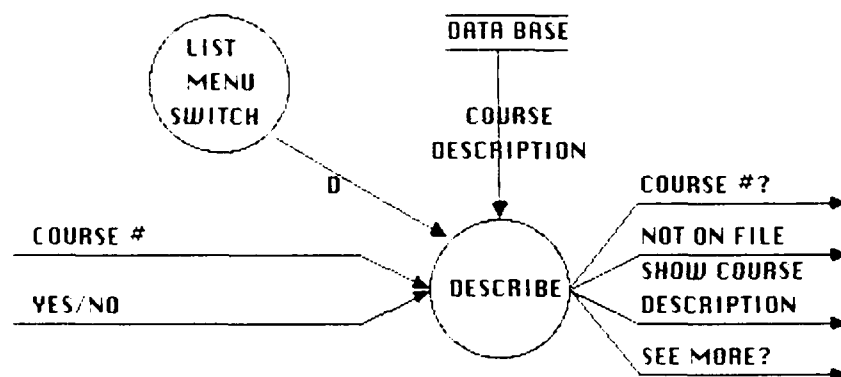 LIST
MENU
SWITCH
DATA BASE
COURSE
DESCRIPTION
D
COURSE #
YES/NO
DESCRIBE
COURSE #?
NOT ON FILE
SHOW COURSE
DESCRIPTION
SEE MORE?